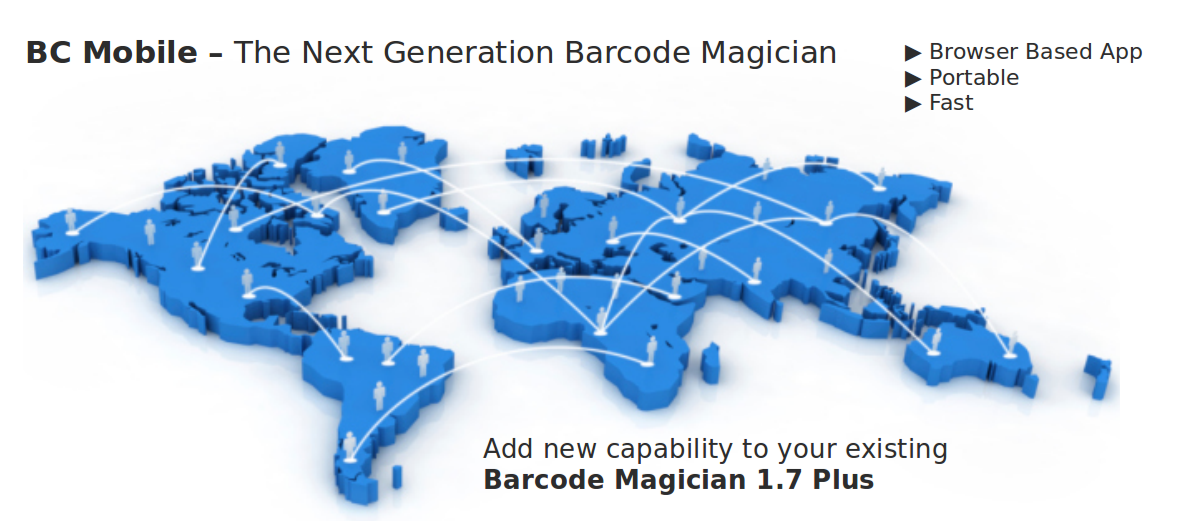 BC Mobile – The Next Generation Barcode Magician
▶ Browser Based App
▶ Portable
▶ Fast
Add new capability to your existing
Barcode Magician 1.7 Plus